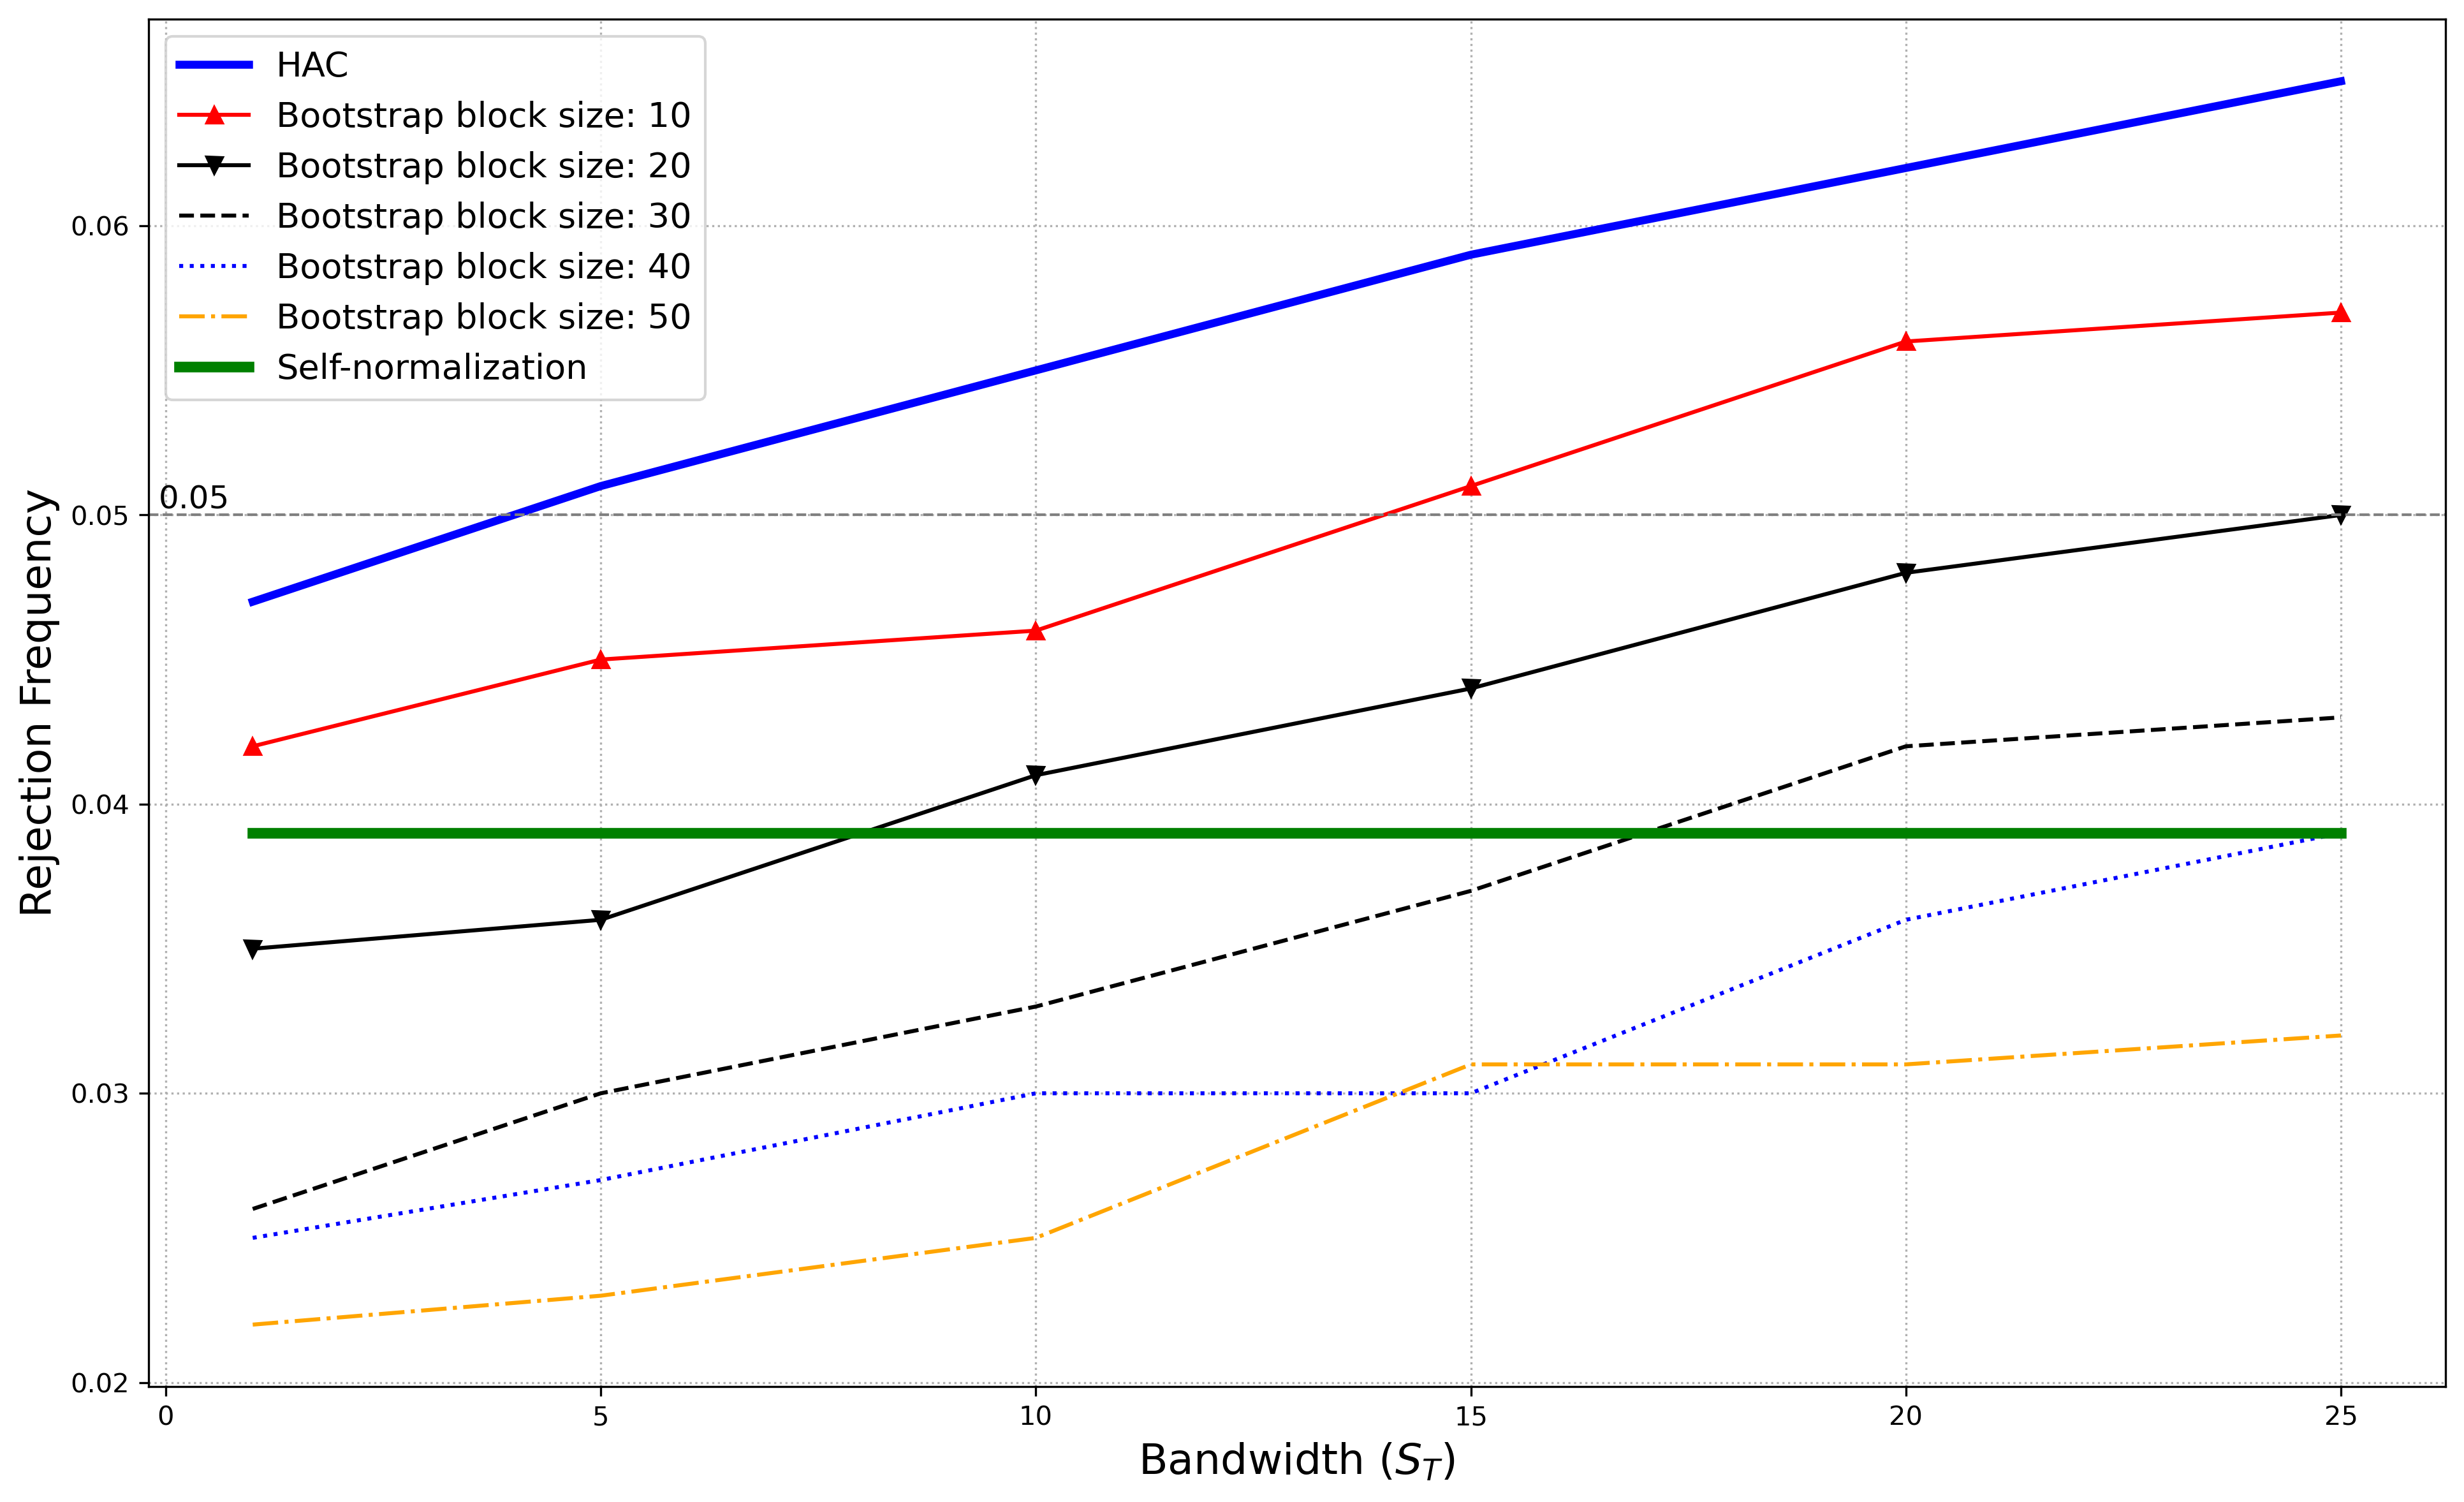 HAC
Bootstrap block size: 10
Bootstrap block size: 20
Bootstrap block size: 30
Bootstrap block size: 40
Bootstrap block size: 50
Self-normalization
0.06
0.05
0.05
0.04
0.03
0.02
Rejection Frequency
0 5 10 15 20 25
Bandwidth (S_T)